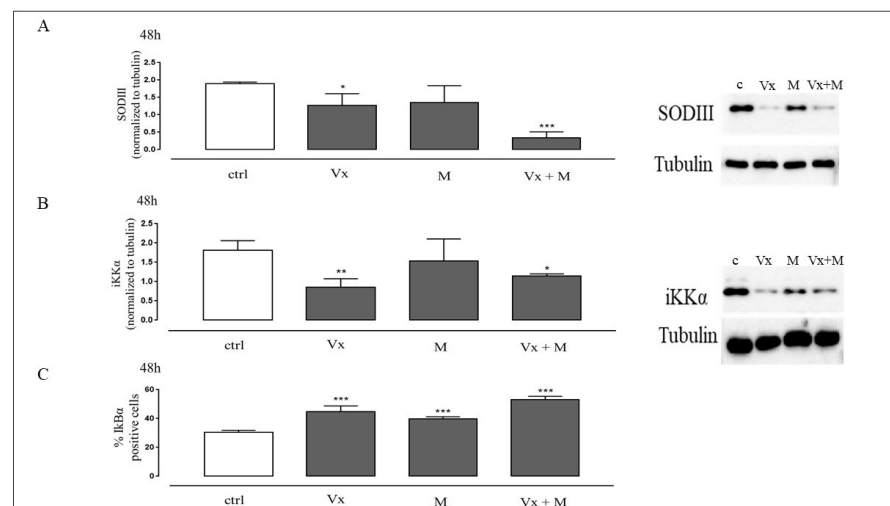 A
48h
SODIII
(normalized to tubulin)
2.5
2.0
1.5
1.0
0.5
0.0
*
***
ctrl
Vx
M
Vx + M
c Vx M Vx+M
SODIII
Tubulin
B
48h
iKKα
(normalized to tubulin)
2.5
2.0
1.5
1.0
0.5
0.0
**
*
ctrl
Vx
M
Vx + M
c Vx M Vx+M
iKKα
Tubulin
C
48h
% IkBα
positive cells
60
40
20
0
***
***
***
ctrl
Vx
M
Vx + M